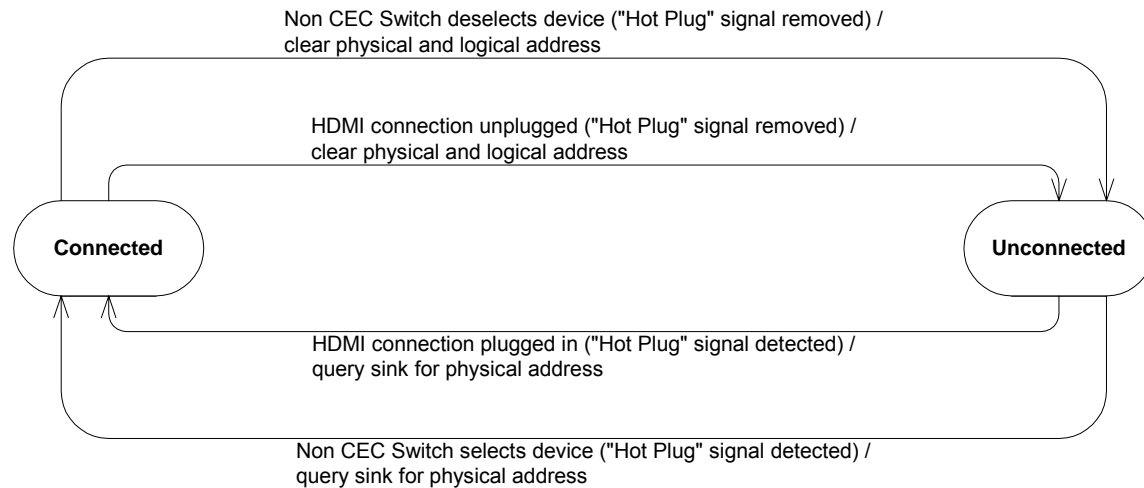 Non CEC Switch deselects device ("Hot Plug" signal removed) /
clear physical and logical address
HDMI connection unplugged ("Hot Plug" signal removed) /
clear physical and logical address
Connected
Unconnected
HDMI connection plugged in ("Hot Plug" signal detected) /
query sink for physical address
Non CEC Switch selects device ("Hot Plug" signal detected) /
query sink for physical address